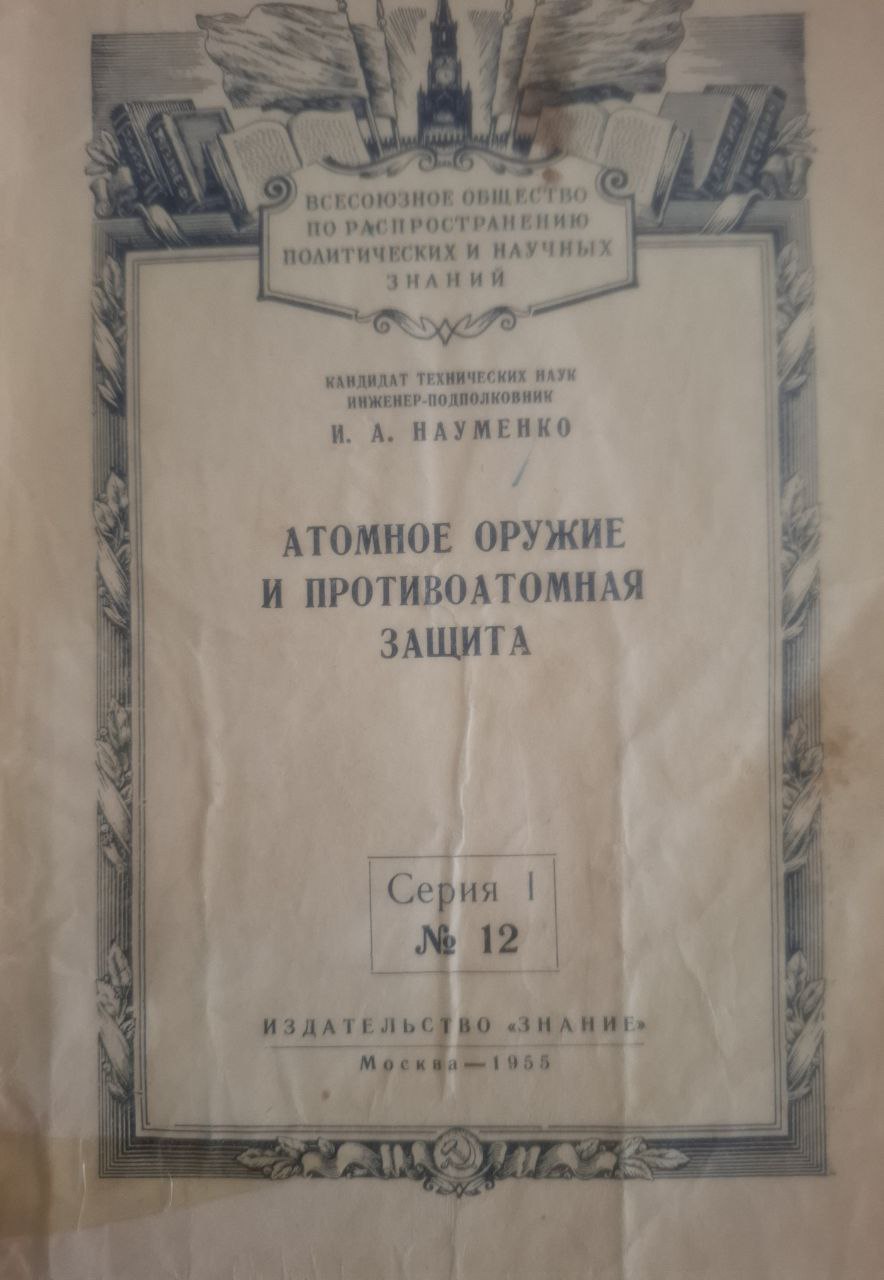 ВСЕСОЮЗНОЕ ОБЩЕСТВО
ПО РАСПРОСТРАНЕНИЮ
ПОЛИТИЧЕСКИХ И НАУЧНЫХ
ЗНАНИЙ
КАНДИДАТ ТЕХНИЧЕСКИХ НАУК
ИНЖЕНЕР-ПОДПОЛКОВНИК
И. А. НАУМЕНКО
АТОМНОЕ ОРУЖИЕ
И ПРОТИВОАТОМНАЯ
ЗАЩИТА
Серия I
№ 12
ИЗДАТЕЛЬСТВО «ЗНАНИЕ»
Москва—1955